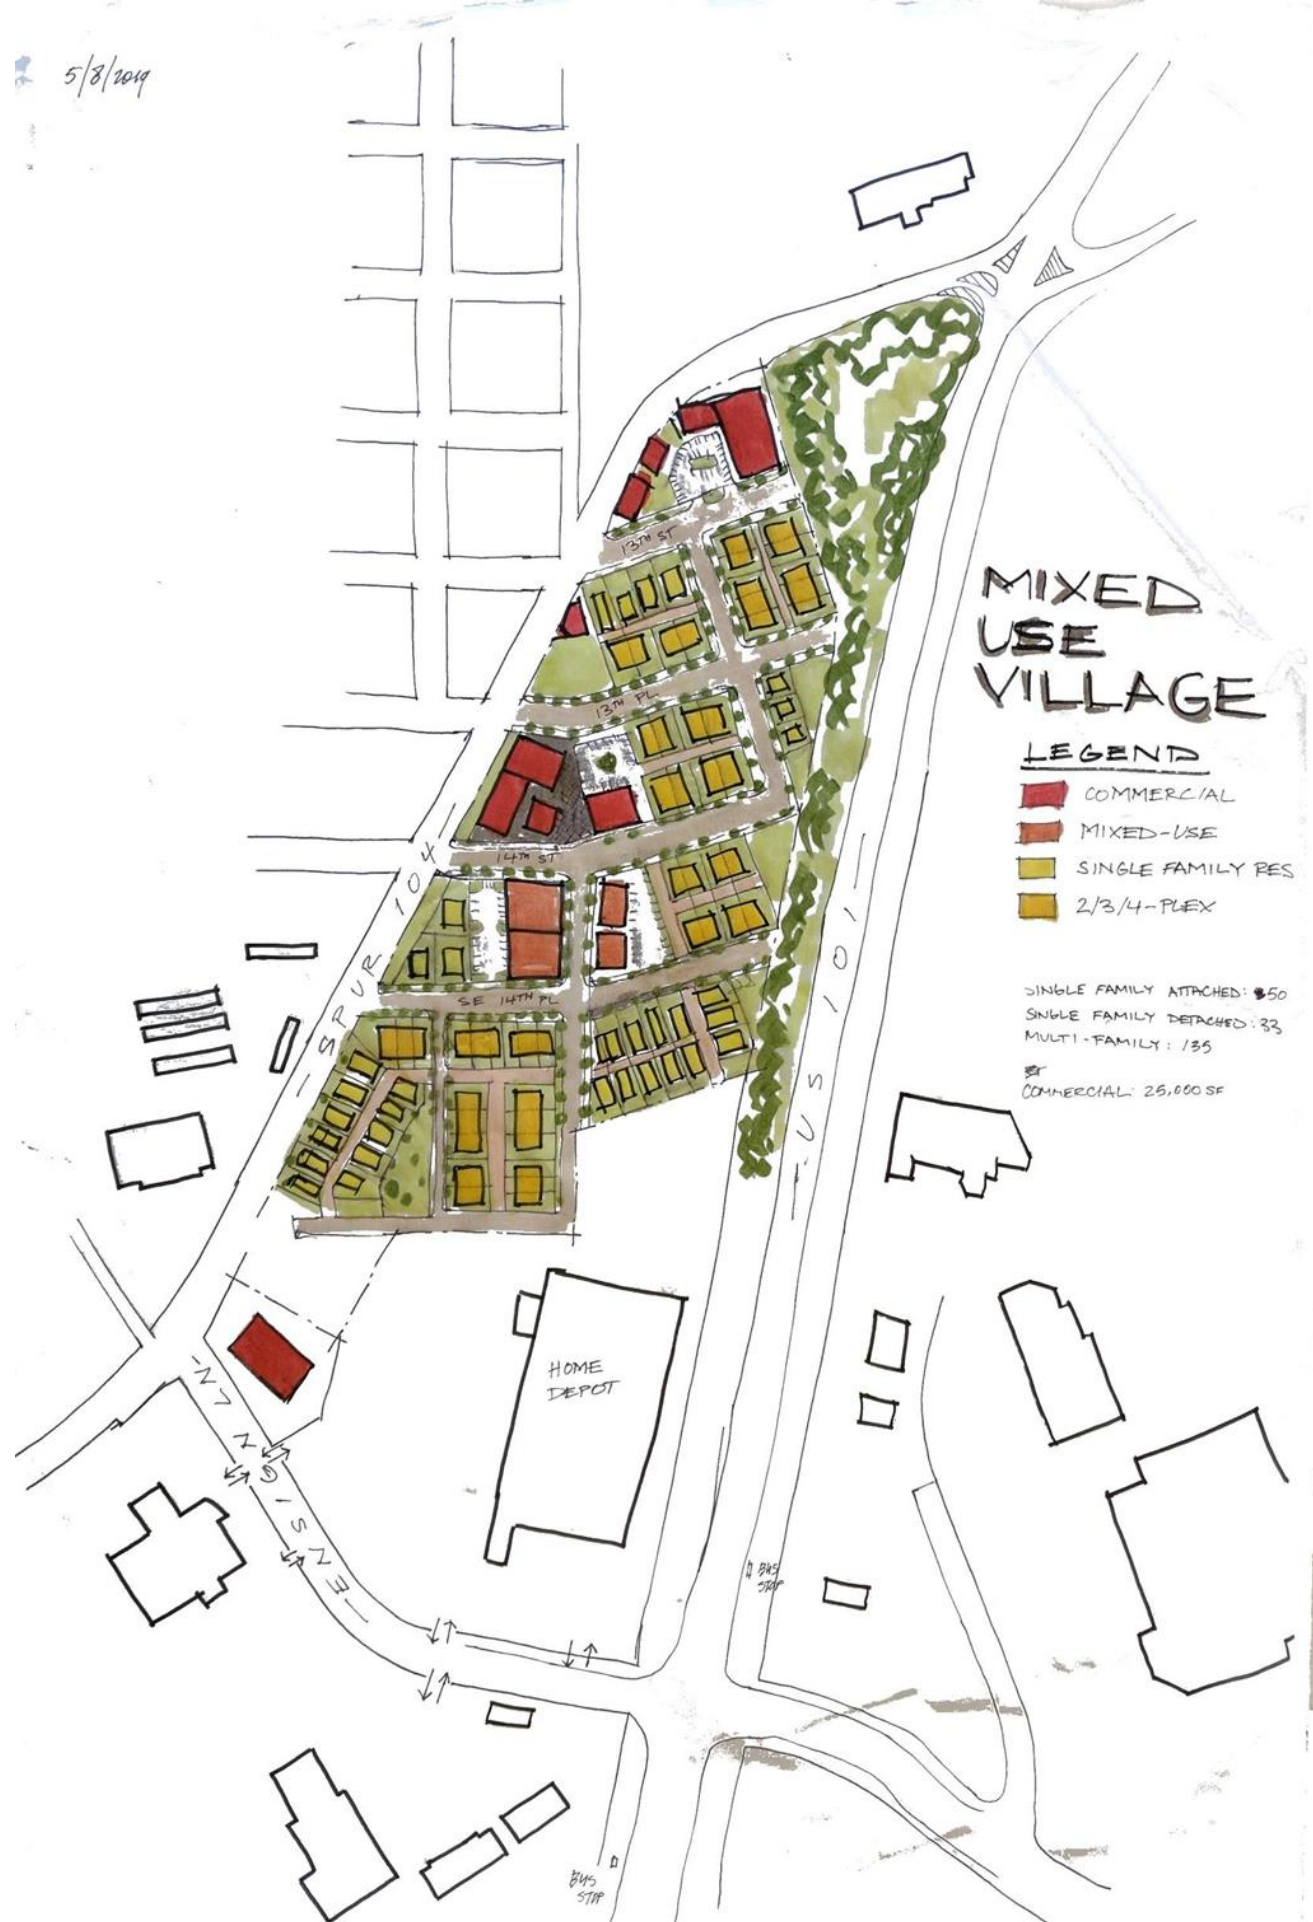 5/8/2019
MIXED
USE
VILLAGE
LEGEND
COMMERCIAL
MIXED-USE
SINGLE FAMILY RES
2/3/4-PLEX
SINGLE FAMILY ATTACHED: 50
SINGLE FAMILY DETACHED: 33
MULTI-FAMILY: 135
COMMERCIAL: 25,000 SF
13TH ST
13TH PL
14TH ST
SE 14TH PL
SPUR 104
US 101
ENSIGN LN
HOME
DEPOT
BUS
STOP
BUS
STOP